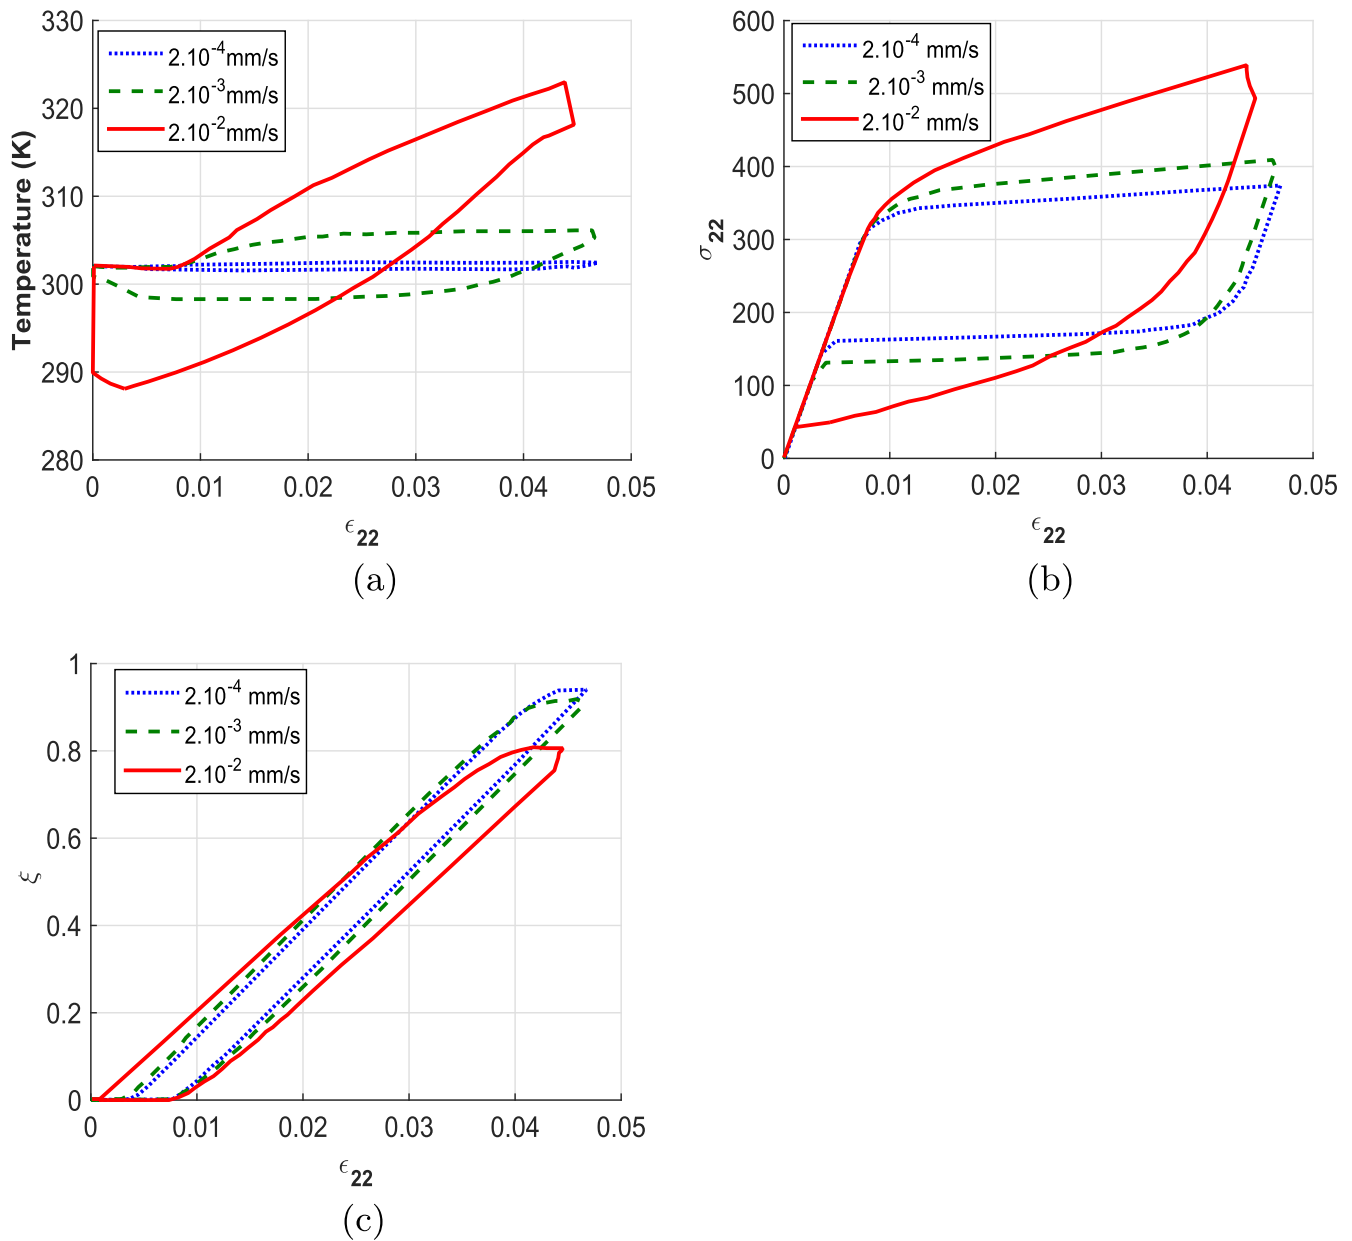 330
320
310
300
290
280
Temperature (K)
2.10-4mm/s
2.10-3mm/s
2.10-2mm/s
0 0.01 0.02 0.03 0.04 0.05
ϵ22
(a)
600
500
400
300
200
100
0
σ22
2.10-4 mm/s
2.10-3 mm/s
2.10-2 mm/s
0 0.01 0.02 0.03 0.04 0.05
ϵ22
(b)
1
0.8
0.6
0.4
0.2
0
ξ
2.10-4 mm/s
2.10-3 mm/s
2.10-2 mm/s
0 0.01 0.02 0.03 0.04 0.05
ϵ22
(c)